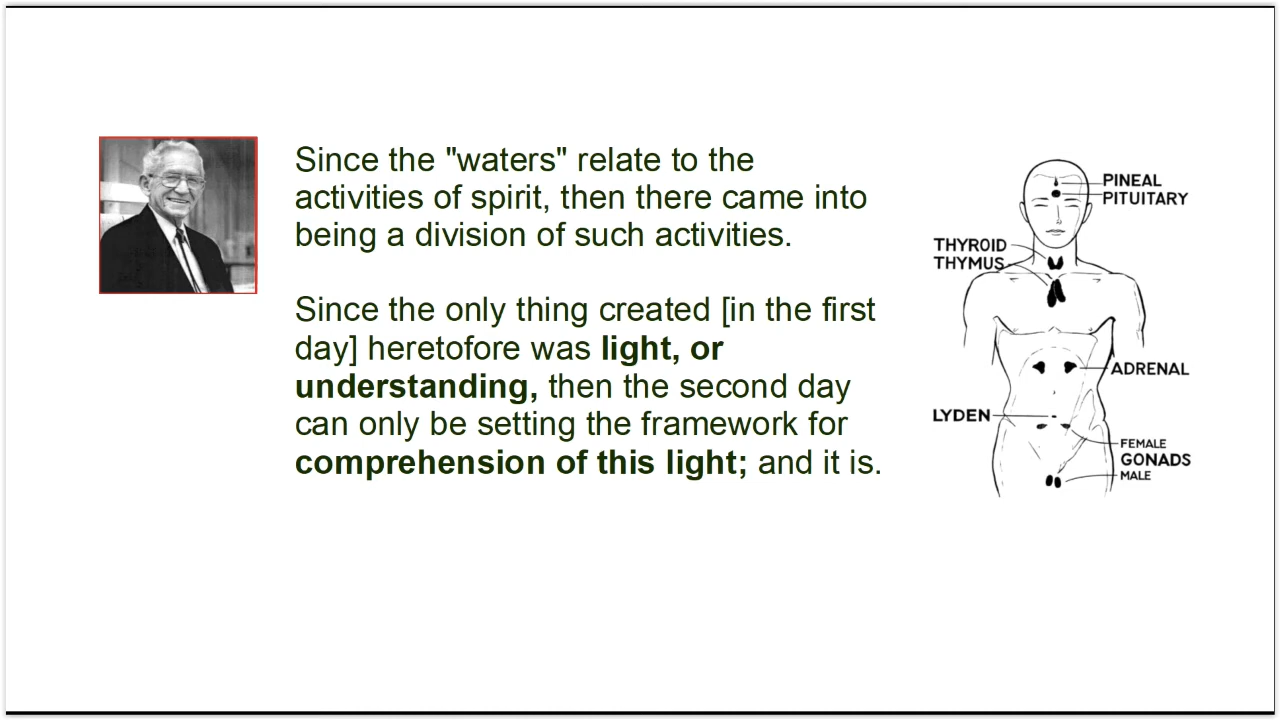 Since the "waters" relate to the
activities of spirit, then there came into
being a division of such activities.
Since the only thing created [in the first
day] heretofore was light, or
understanding, then the second day
can only be setting the framework for
comprehension of this light; and it is.
PINEAL
PITUITARY
THYROID
THYMUS
ADRENAL
LYDEN
FEMALE
GONADS
MALE